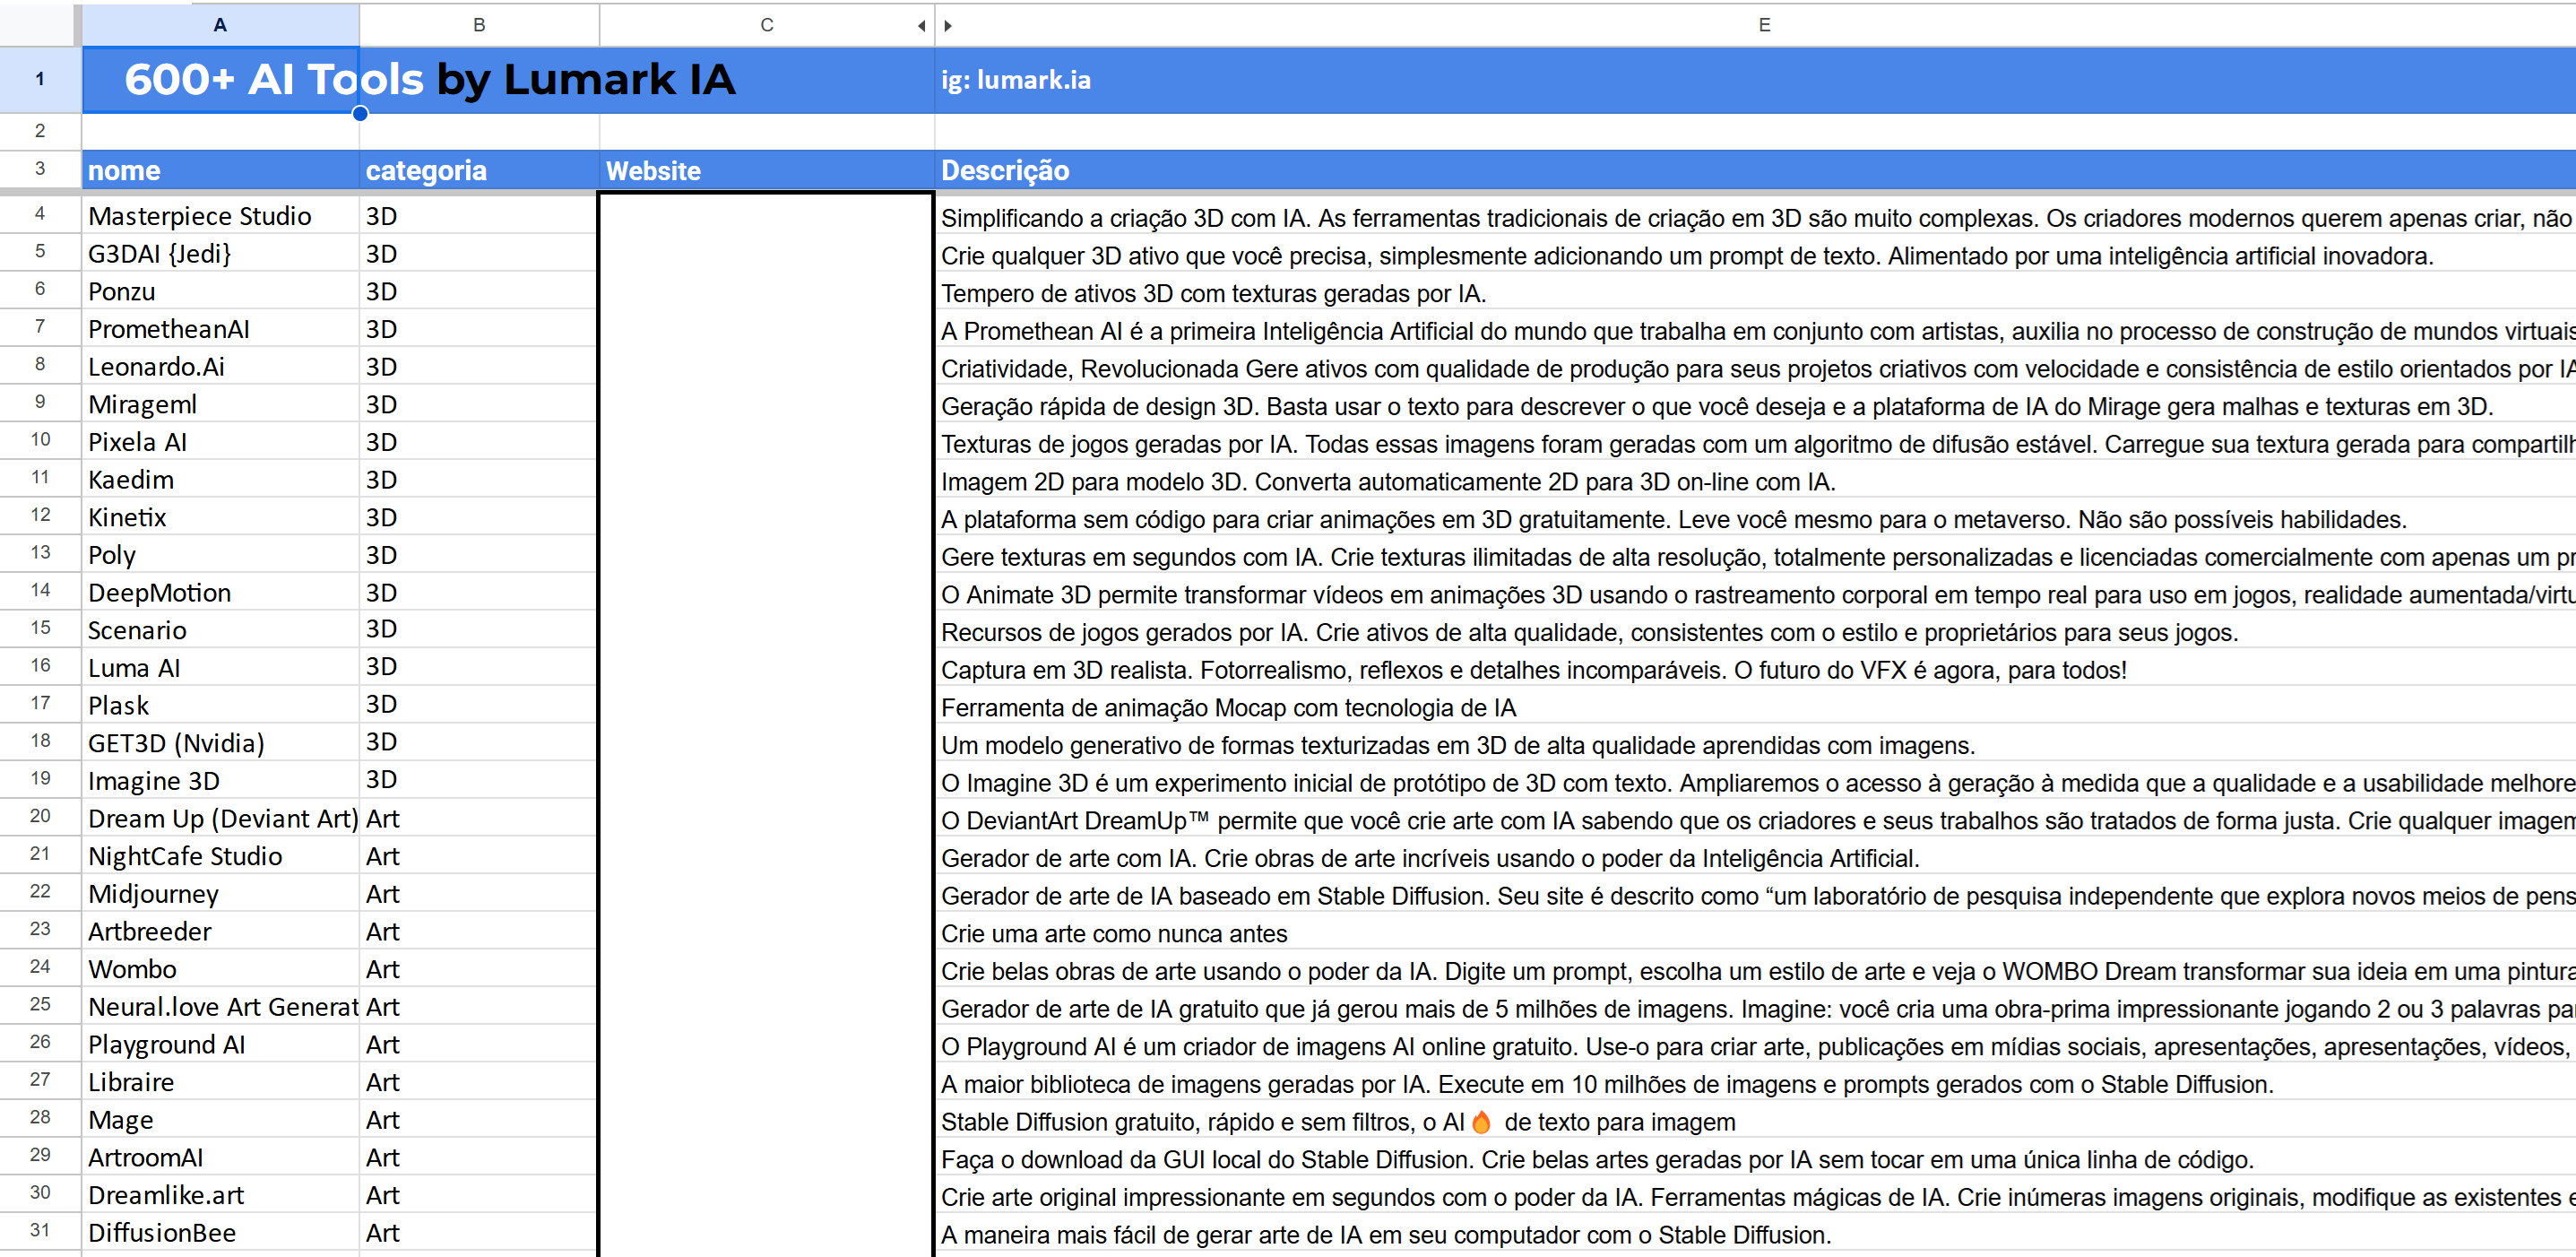 A B C E
1 600+ AI Tools by Lumark IA ig: lumark.ia
2
3 nome categoria Website Descrição
4 Masterpiece Studio 3D Simplificando a criação 3D com IA. As ferramentas tradicionais de criação em 3D são muito complexas. Os criadores modernos querem apenas criar, não
5 G3DAI {Jedi} 3D Crie qualquer 3D ativo que você precisa, simplesmente adicionando um prompt de texto. Alimentado por uma inteligência artificial inovadora.
6 Ponzu 3D Tempero de ativos 3D com texturas geradas por IA.
7 PrometheanAI 3D A Promethean AI é a primeira Inteligência Artificial do mundo que trabalha em conjunto com artistas, auxilia no processo de construção de mundos virtuais
8 Leonardo.Ai 3D Criatividade, Revolucionada Gere ativos com qualidade de produção para seus projetos criativos com velocidade e consistência de estilo orientados por IA
9 Mirageml 3D Geração rápida de design 3D. Basta usar o texto para descrever o que você deseja e a plataforma de IA do Mirage gera malhas e texturas em 3D.
10 Pixela AI 3D Texturas de jogos geradas por IA. Todas essas imagens foram geradas com um algoritmo de difusão estável. Carregue sua textura gerada para compartilh
11 Kaedim 3D Imagem 2D para modelo 3D. Converta automaticamente 2D para 3D on-line com IA.
12 Kinetix 3D A plataforma sem código para criar animações em 3D gratuitamente. Leve você mesmo para o metaverso. Não são possíveis habilidades.
13 Poly 3D Gere texturas em segundos com IA. Crie texturas ilimitadas de alta resolução, totalmente personalizadas e licenciadas comercialmente com apenas um pr
14 DeepMotion 3D O Animate 3D permite transformar vídeos em animações 3D usando o rastreamento corporal em tempo real para uso em jogos, realidade aumentada/virtu
15 Scenario 3D Recursos de jogos gerados por IA. Crie ativos de alta qualidade, consistentes com o estilo e proprietários para seus jogos.
16 Luma AI 3D Captura em 3D realista. Fotorrealismo, reflexos e detalhes incomparáveis. O futuro do VFX é agora, para todos!
17 Plask 3D Ferramenta de animação Mocap com tecnologia de IA
18 GET3D (Nvidia) 3D Um modelo generativo de formas texturizadas em 3D de alta qualidade aprendidas com imagens.
19 Imagine 3D 3D O Imagine 3D é um experimento inicial de protótipo de 3D com texto. Ampliaremos o acesso à geração à medida que a qualidade e a usabilidade melhore
20 Dream Up (Deviant Art) Art O DeviantArt DreamUp™ permite que você crie arte com IA sabendo que os criadores e seus trabalhos são tratados de forma justa. Crie qualquer imagem
21 NightCafe Studio Art Gerador de arte com IA. Crie obras de arte incríveis usando o poder da Inteligência Artificial.
22 Midjourney Art Gerador de arte de IA baseado em Stable Diffusion. Seu site é descrito como “um laboratório de pesquisa independente que explora novos meios de pens
23 Artbreeder Art Crie uma arte como nunca antes
24 Wombo Art Crie belas obras de arte usando o poder da IA. Digite um prompt, escolha um estilo de arte e veja o WOMBO Dream transformar sua ideia em uma pintura
25 Neural.love Art Generat Art Gerador de arte de IA gratuito que já gerou mais de 5 milhões de imagens. Imagine: você cria uma obra-prima impressionante jogando 2 ou 3 palavras par
26 Playground AI Art O Playground AI é um criador de imagens AI online gratuito. Use-o para criar arte, publicações em mídias sociais, apresentações, apresentações, vídeos,
27 Libraire Art A maior biblioteca de imagens geradas por IA. Execute em 10 milhões de imagens e prompts gerados com o Stable Diffusion.
28 Mage Art Stable Diffusion gratuito, rápido e sem filtros, o AI🔥 de texto para imagem
29 ArtroomAI Art Faça o download da GUI local do Stable Diffusion. Crie belas artes geradas por IA sem tocar em uma única linha de código.
30 Dreamlike.art Art Crie arte original impressionante em segundos com o poder da IA. Ferramentas mágicas de IA. Crie inúmeras imagens originais, modifique as existentes e
31 DiffusionBee Art A maneira mais fácil de gerar arte de IA em seu computador com o Stable Diffusion.